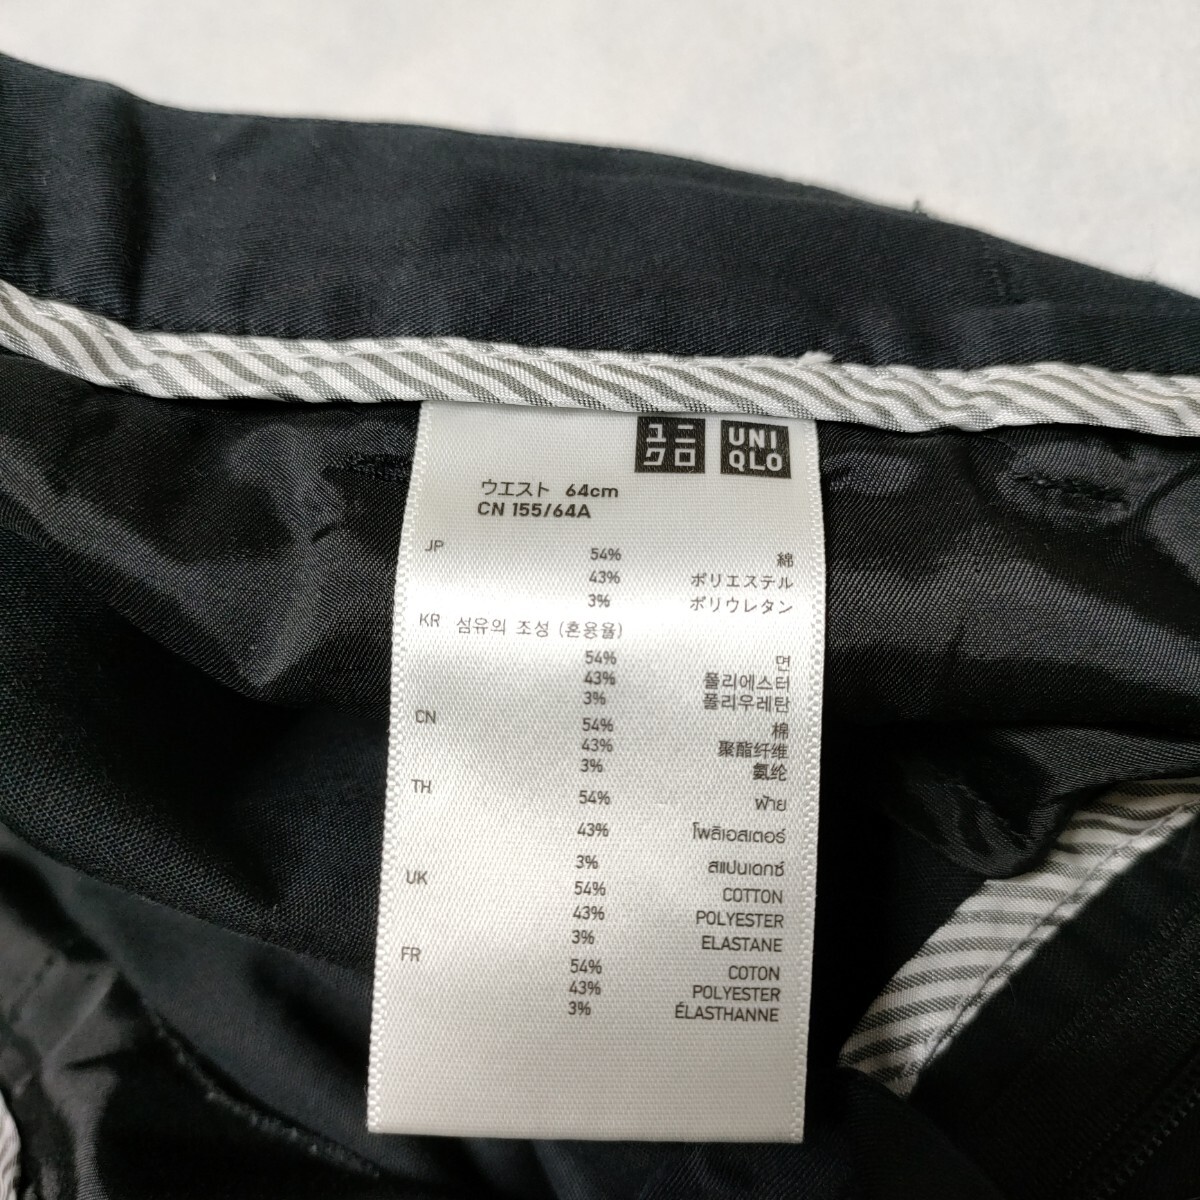 ユニ
クロ
UNI
QLO
ウエスト 64cm
CN 155/64A
JP 54% 綿
43% ポリエステル
3% ポリウレタン
KR 섬유의 조성 (혼용율)
54% 면
43% 폴리에스터
3% 폴리우레탄
CN 54% 棉
43% 聚酯纤维
3% 氨纶
TH 54% ฝ้าย
43% โพลิเอสเตอร์
3% สแปนเดกซ์
UK 54% COTTON
43% POLYESTER
3% ELASTANE
FR 54% COTON
43% POLYESTER
3% ÉLASTHANNE